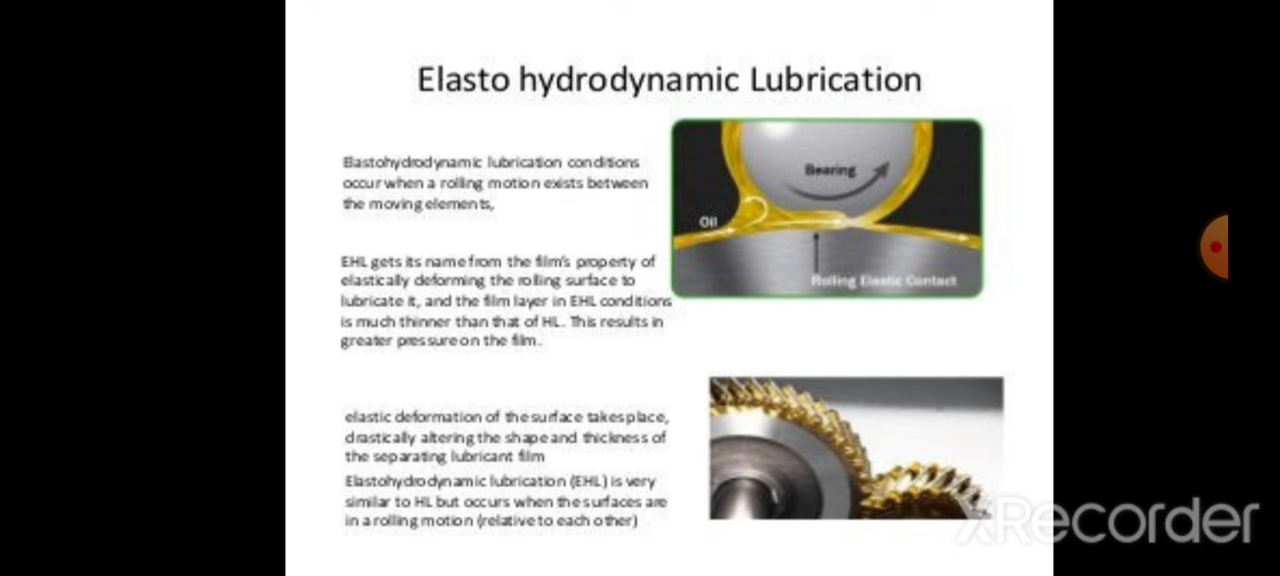 Elasto hydrodynamic Lubrication
Elastohydrodynamic lubrication conditions
occur when a rolling motion exists between
the moving elements,
Bearing
Oil
Rolling Elastic Contact
EHL gets its name from the film's property of
elastically deforming the rolling surface to
lubricate it, and the film layer in EHL conditions
is much thinner than that of HL. This results in
greater pressure on the film.
elastic deformation of the surface takes place,
drastically altering the shape and thickness of
the separating lubricant film
Elastohydrodynamic lubrication (EHL) is very
similar to HL but occurs when the surfaces are
in a rolling motion (relative to each other)
XRecorder